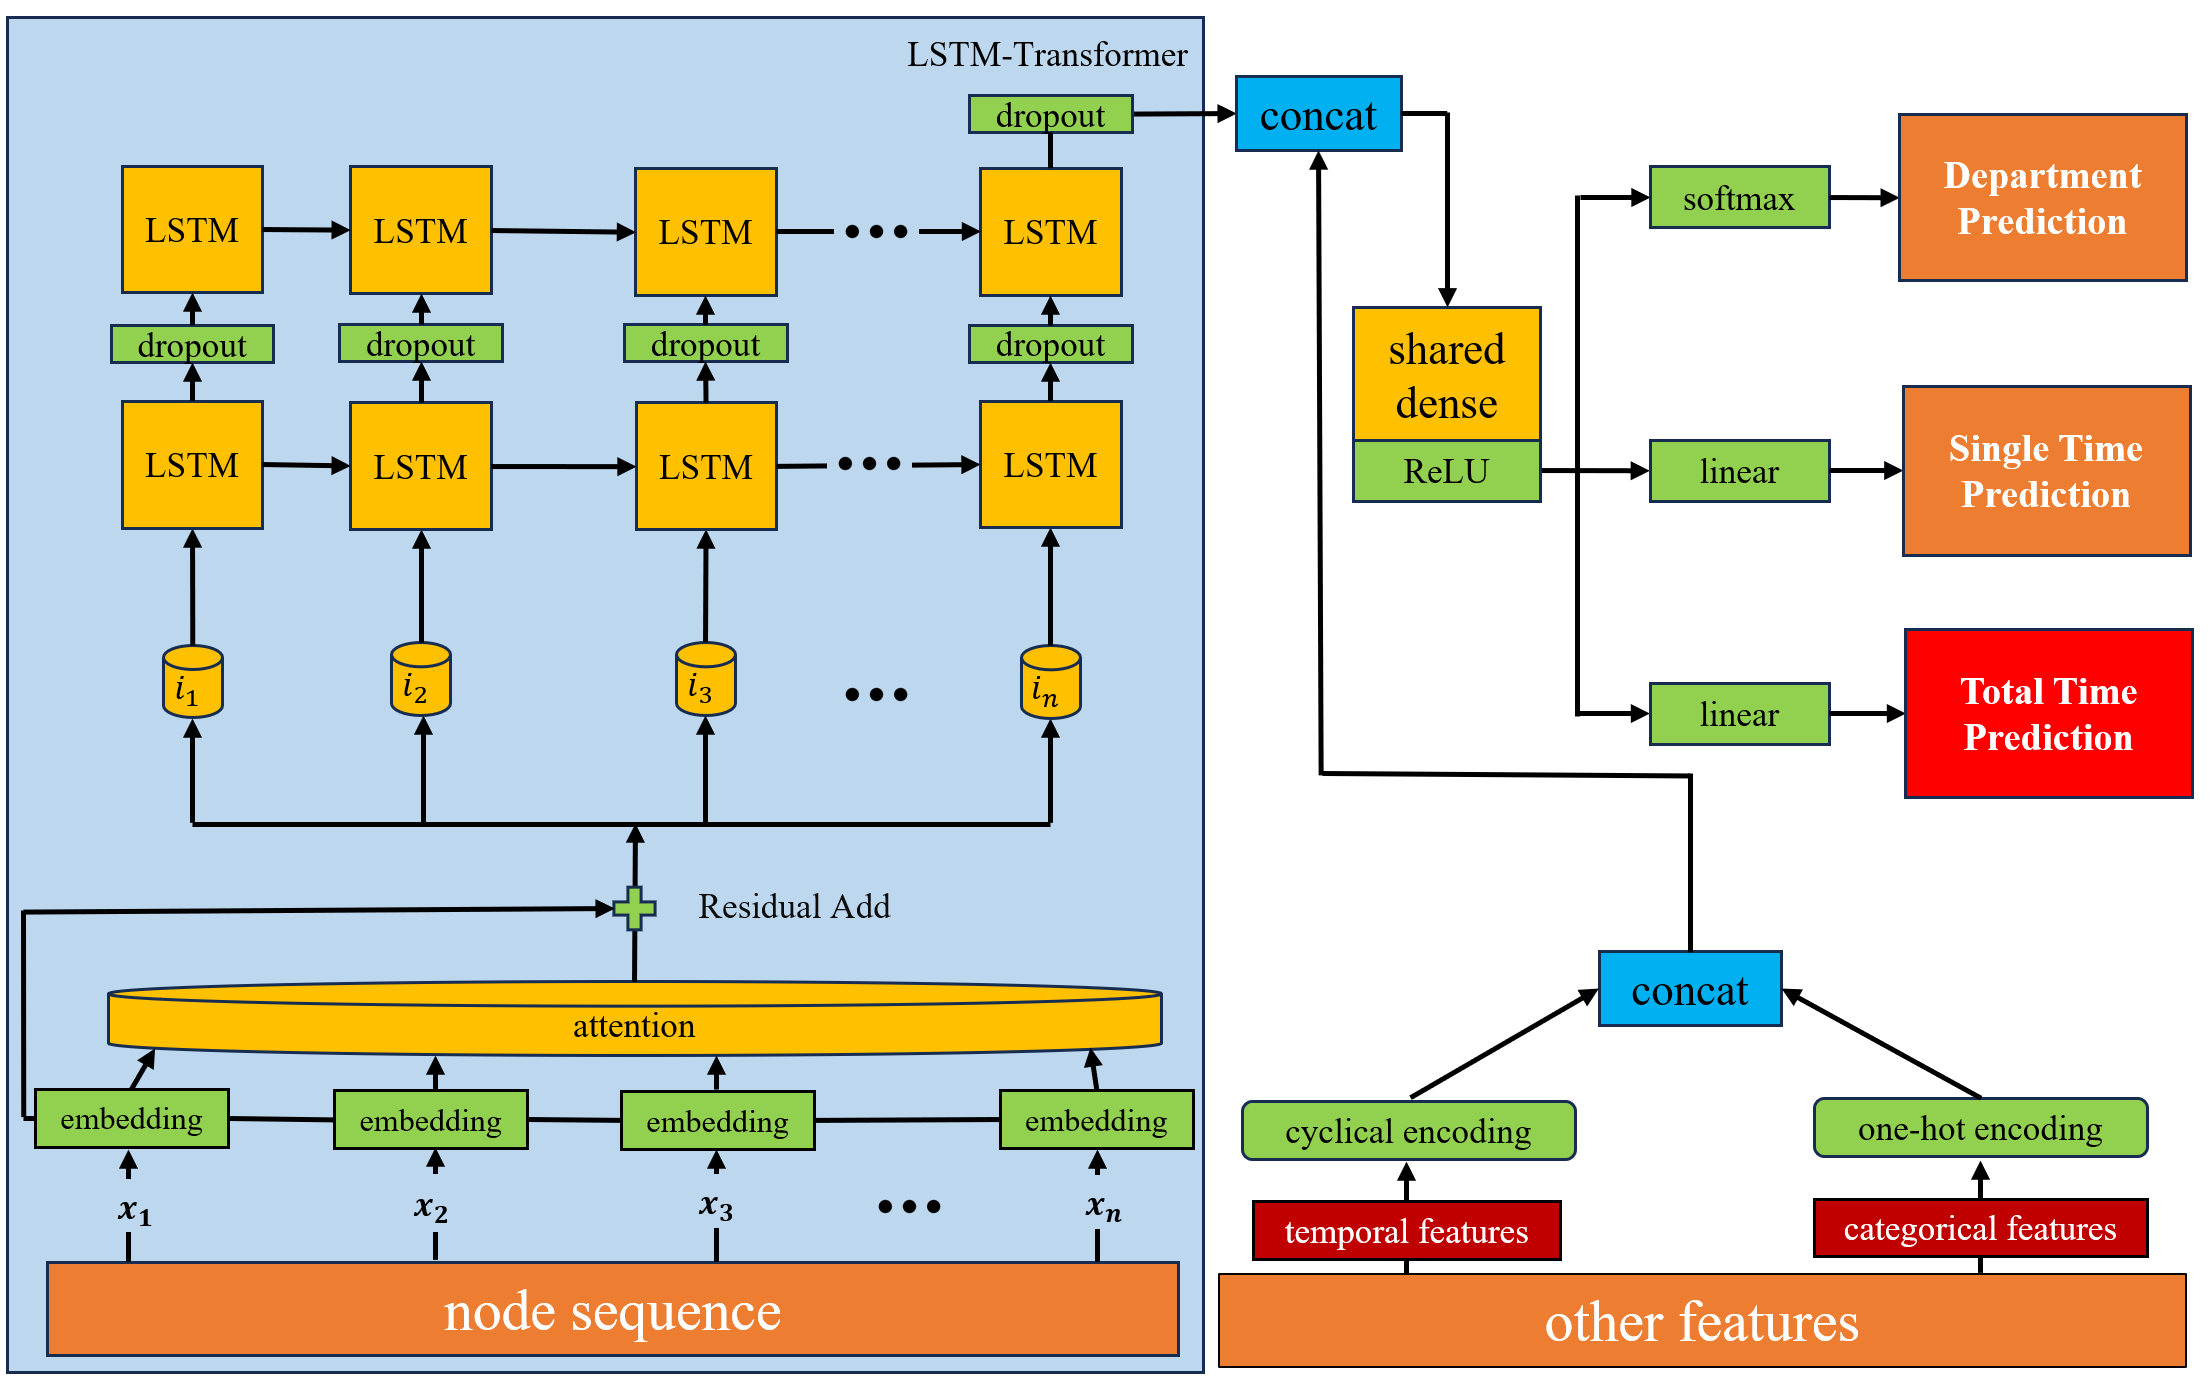 LSTM-Transformer
dropout
concat
LSTM
LSTM
LSTM
LSTM
dropout
dropout
dropout
dropout
LSTM
LSTM
LSTM
LSTM
i₁
i₂
i₃
iₙ
Residual Add
attention
embedding
embedding
embedding
embedding
x₁
x₂
x₃
xₙ
node sequence
shared
dense
ReLU
softmax
Department
Prediction
linear
Single Time
Prediction
linear
Total Time
Prediction
concat
cyclical encoding
one-hot encoding
temporal features
categorical features
other features